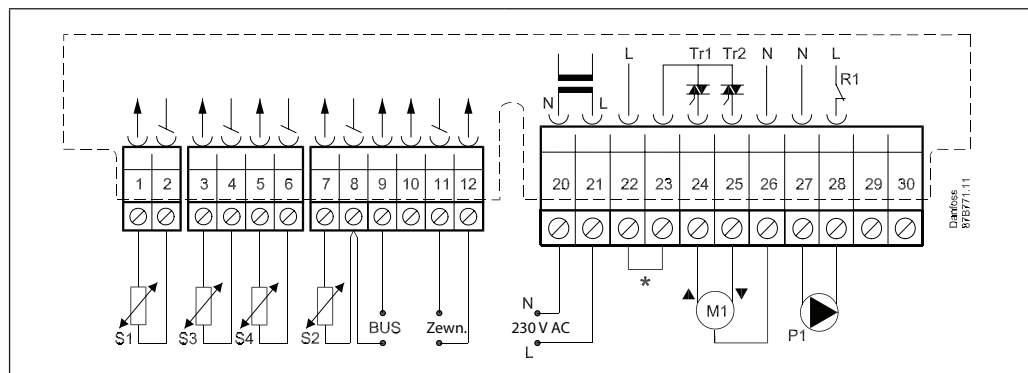 L Tr1 Tr2 N N L
R1
N L
1 2 3 4 5 6 7 8 9 10 11 12 20 21 22 23 24 25 26 27 28 29 30
Danfoss
87B771.11
*
S1 S3 S4 S2 BUS Zewn.
N
230 V AC
L
M1
P1